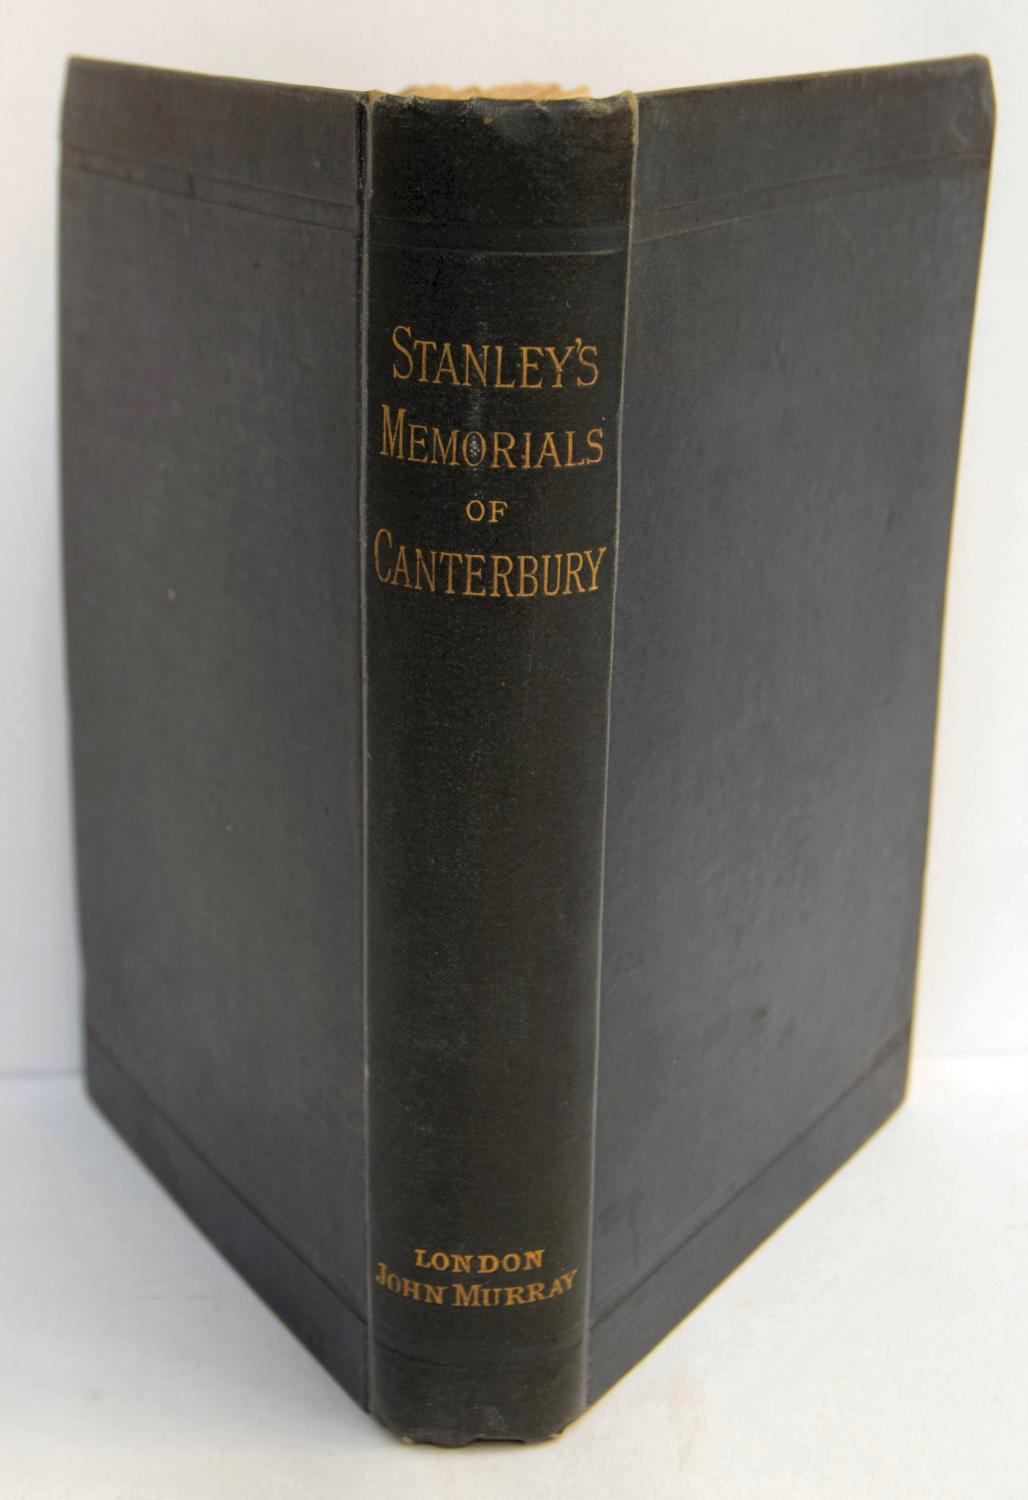 STANLEY'S
MEMORIALS
OF
CANTERBURY
LONDON
JOHN MURRAY